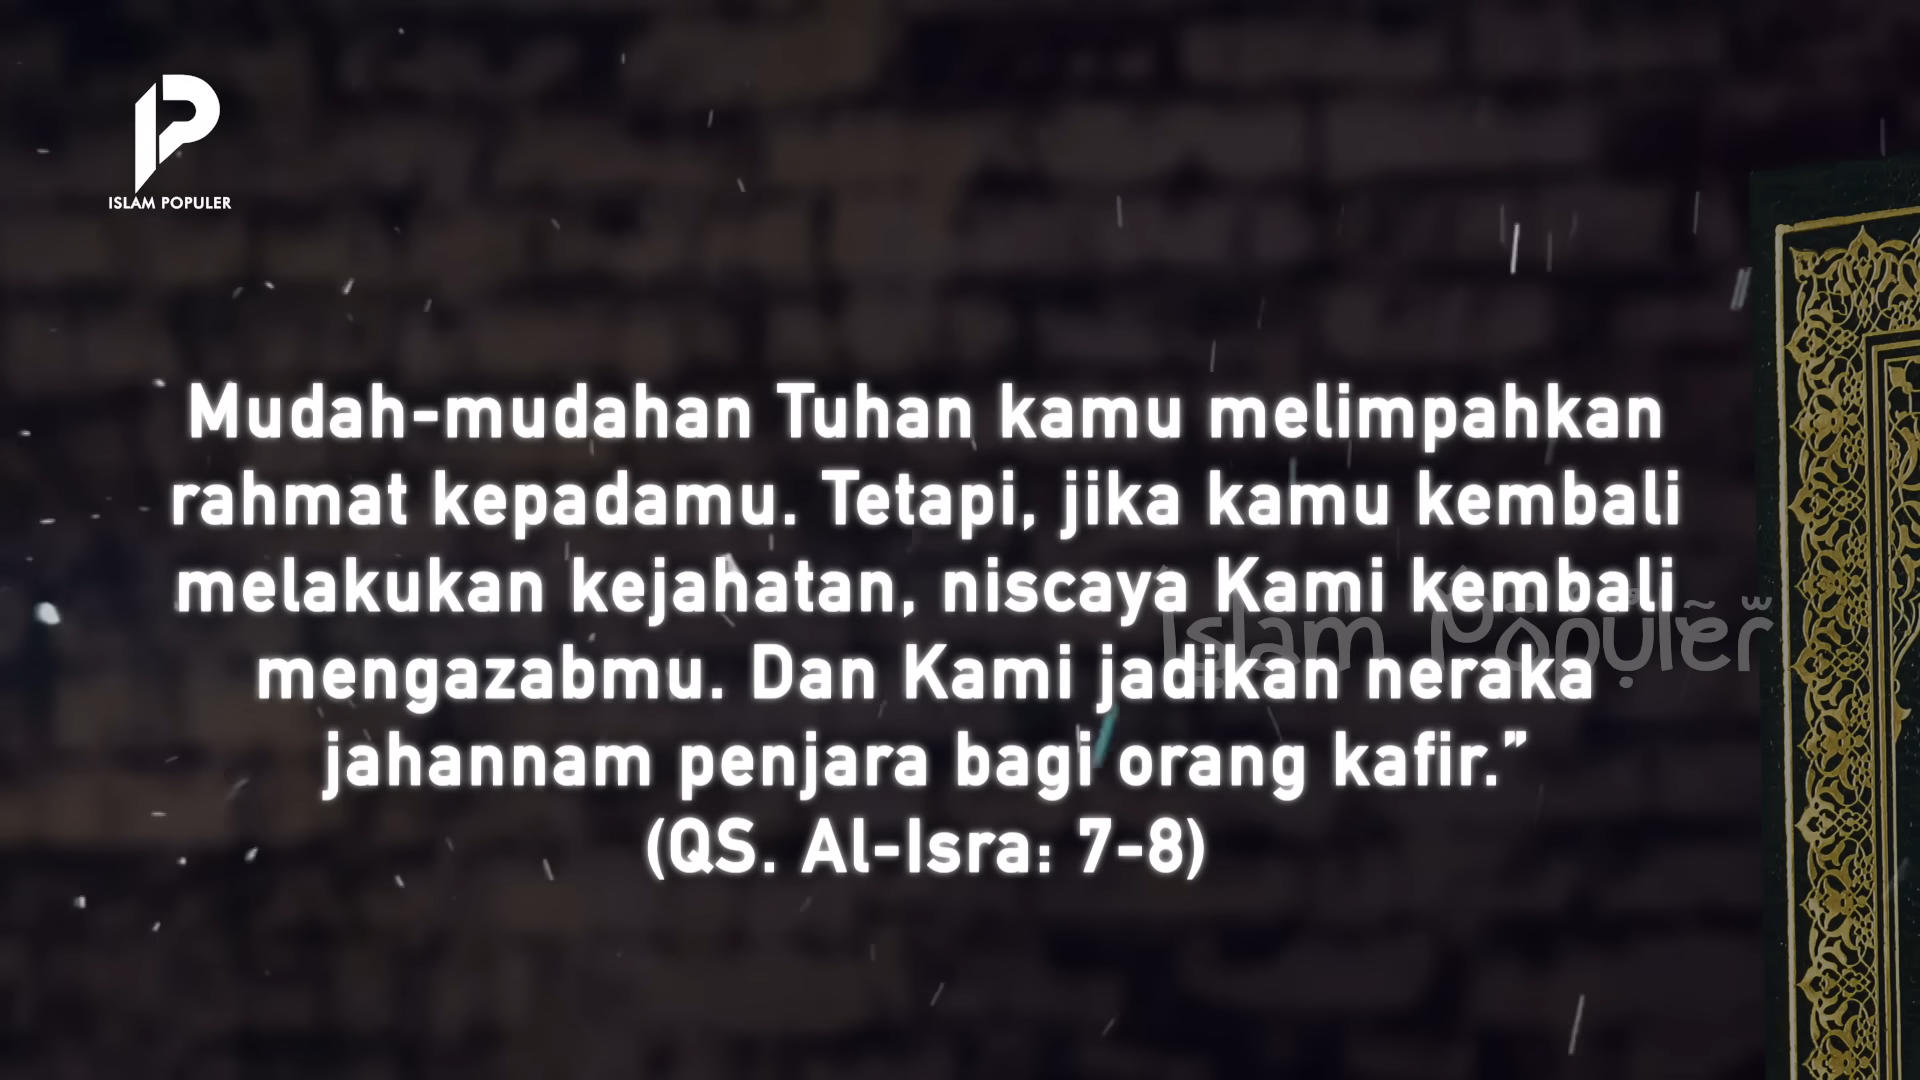 ISLAM POPULER
Mudah-mudahan Tuhan kamu melimpahkan
rahmat kepadamu. Tetapi, jika kamu kembali
melakukan kejahatan, niscaya Kami kembali
mengazabmu. Dan Kami jadikan neraka
jahannam penjara bagi orang kafir.”
(QS. Al-Isra: 7-8)
Islam Populer